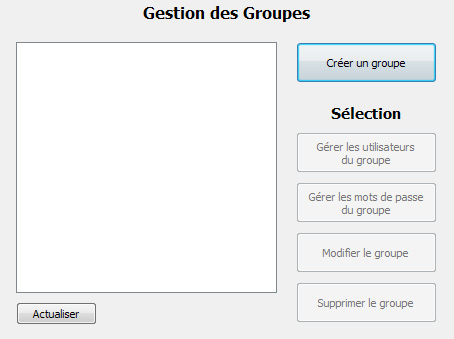 Gestion des Groupes
Créer un groupe
Sélection
Gérer les utilisateurs
du groupe
Gérer les mots de passe
du groupe
Modifier le groupe
Supprimer le groupe
Actualiser